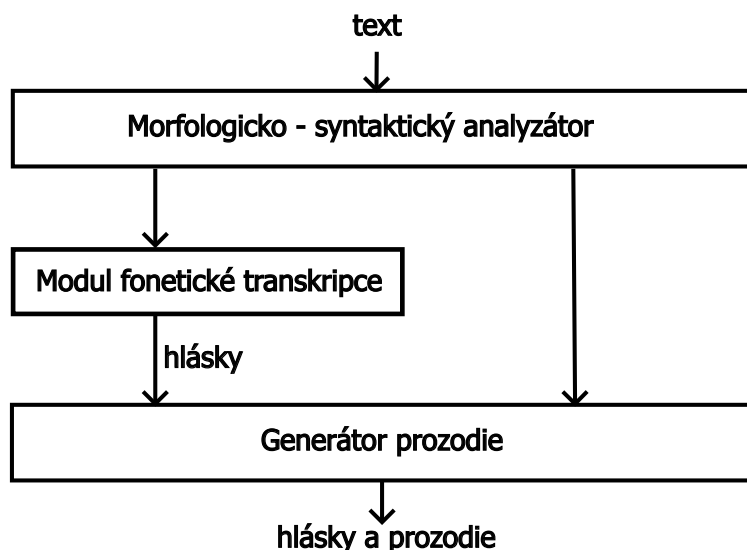 text
Morfologicko - syntaktický analyzátor
Modul fonetické transkripce
hlásky
Generátor prozodie
hlásky a prozodie